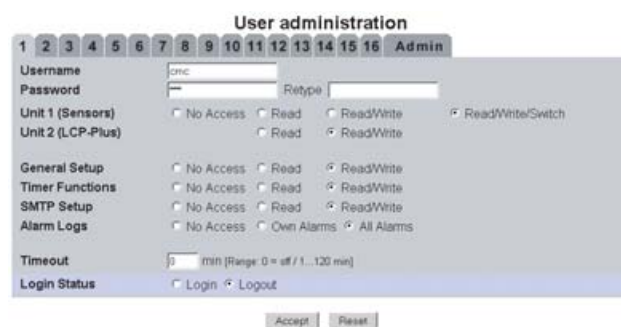 User administration
1 2 3 4 5 6 7 8 9 10 11 12 13 14 15 16 Admin
Username cmc
Password Retype
Unit 1 (Sensors) No Access Read Read/Write Read/Write/Switch
Unit 2 (LCP-Plus) Read Read/Write
General Setup No Access Read Read/Write
Timer Functions No Access Read Read/Write
SMTP Setup No Access Read Read/Write
Alarm Logs No Access Own Alarms All Alarms
Timeout 0 min [Range: 0 = off / 1...120 min]
Login Status Login Logout
Accept Reset